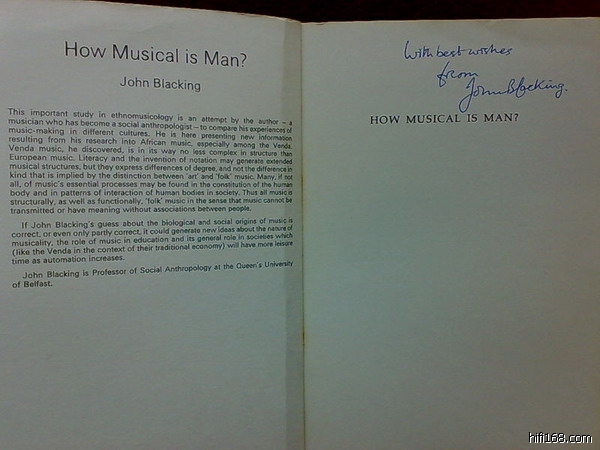 How Musical is Man?
John Blacking
This important study in ethnomusicology is an attempt by the author – a
musician who has become a social anthropologist – to compare his experiences of
music-making in different cultures. He is here presenting new information
resulting from his research into African music, especially among the Venda.
Venda music, he discovered, is in its way no less complex in structure than
European music. Literacy and the invention of notation may generate extended
musical structures, but they express differences of degree, and not the difference in
kind that is implied by the distinction between 'art' and 'folk' music. Many, if not
all, of music's essential processes may be found in the constitution of the human
body and in patterns of interaction of human bodies in society. Thus all music is
structurally, as well as functionally, 'folk' music in the sense that music cannot be
transmitted or have meaning without associations between people.
If John Blacking's guess about the biological and social origins of music is
correct, or even only partly correct, it could generate new ideas about the nature of
musicality, the role of music in education and its general role in societies which
(like the Venda in the context of their traditional economy) will have more leisure
time as automation increases.
John Blacking is Professor of Social Anthropology at the Queen's University
of Belfast.
With best wishes
from
John Blacking.
HOW MUSICAL IS MAN?
hifi168.com